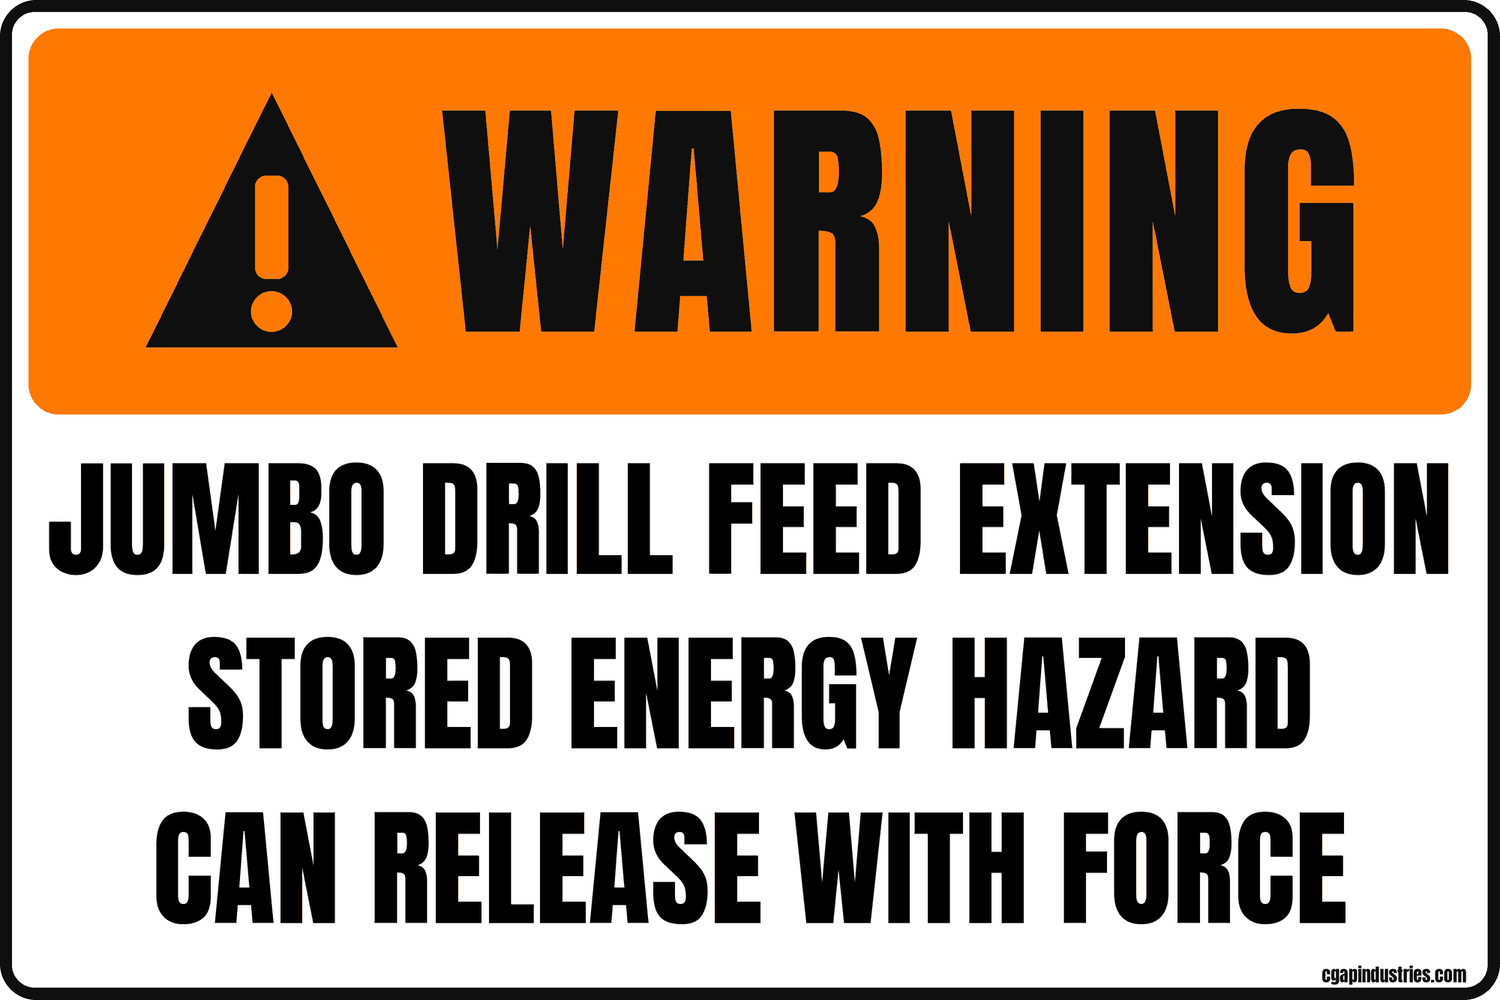 WARNING
JUMBO DRILL FEED EXTENSION
STORED ENERGY HAZARD
CAN RELEASE WITH FORCE
cgapindustries.com